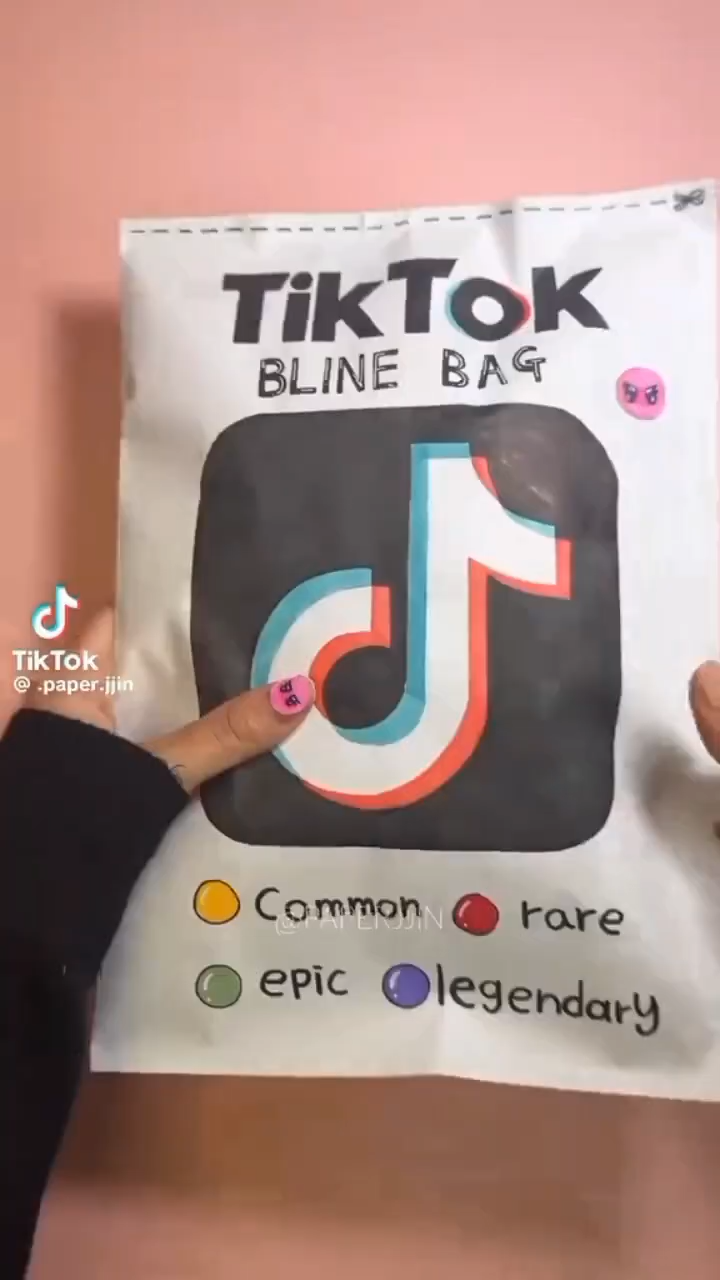 TikTok
BLINE BAG
TikTok
@ .paper.jjin
Common rare
@PAPERJJIN
epic legendary